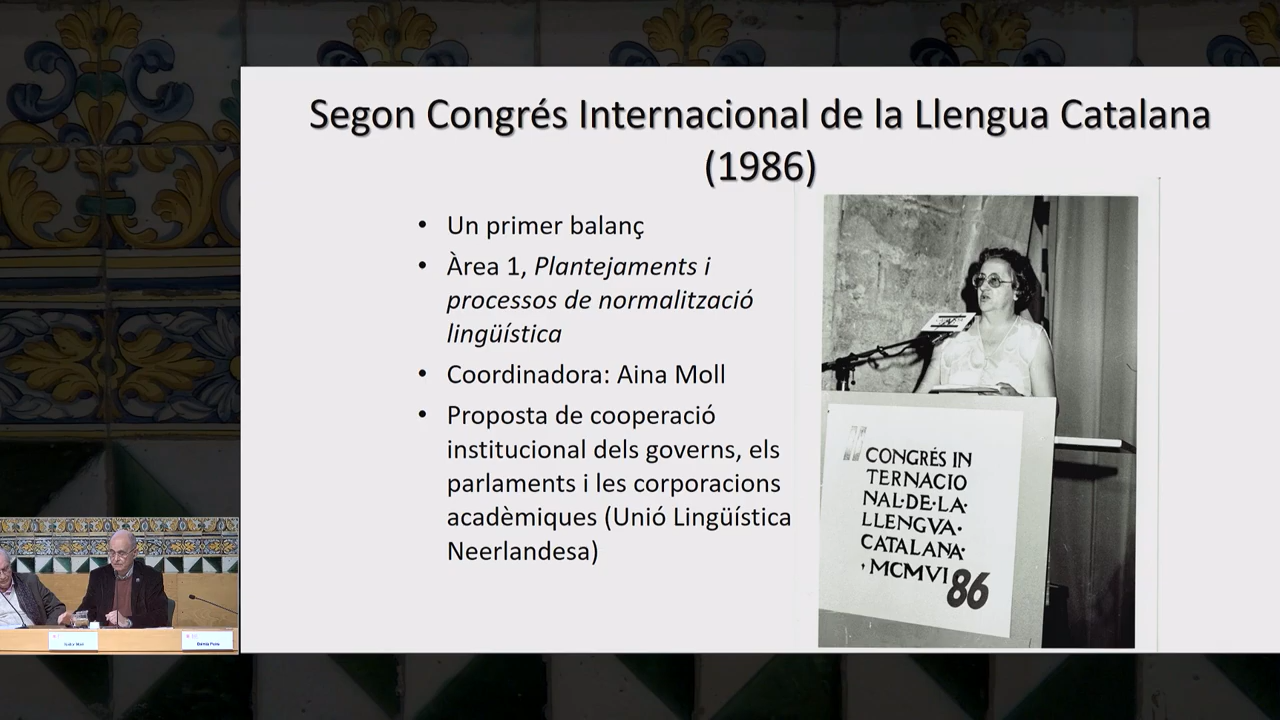 Segon Congrés Internacional de la Llengua Catalana
(1986)
• Un primer balanç
• Àrea 1, Plantejaments i
processos de normalització
lingüística
• Coordinadora: Aina Moll
• Proposta de cooperació
institucional dels governs, els
parlaments i les corporacions
acadèmiques (Unió Lingüística
Neerlandesa)
II CONGRÉS IN
TERNACIO
NAL·DE·LA·
LLENGVA·
CATALANA·
·MCMVI 86